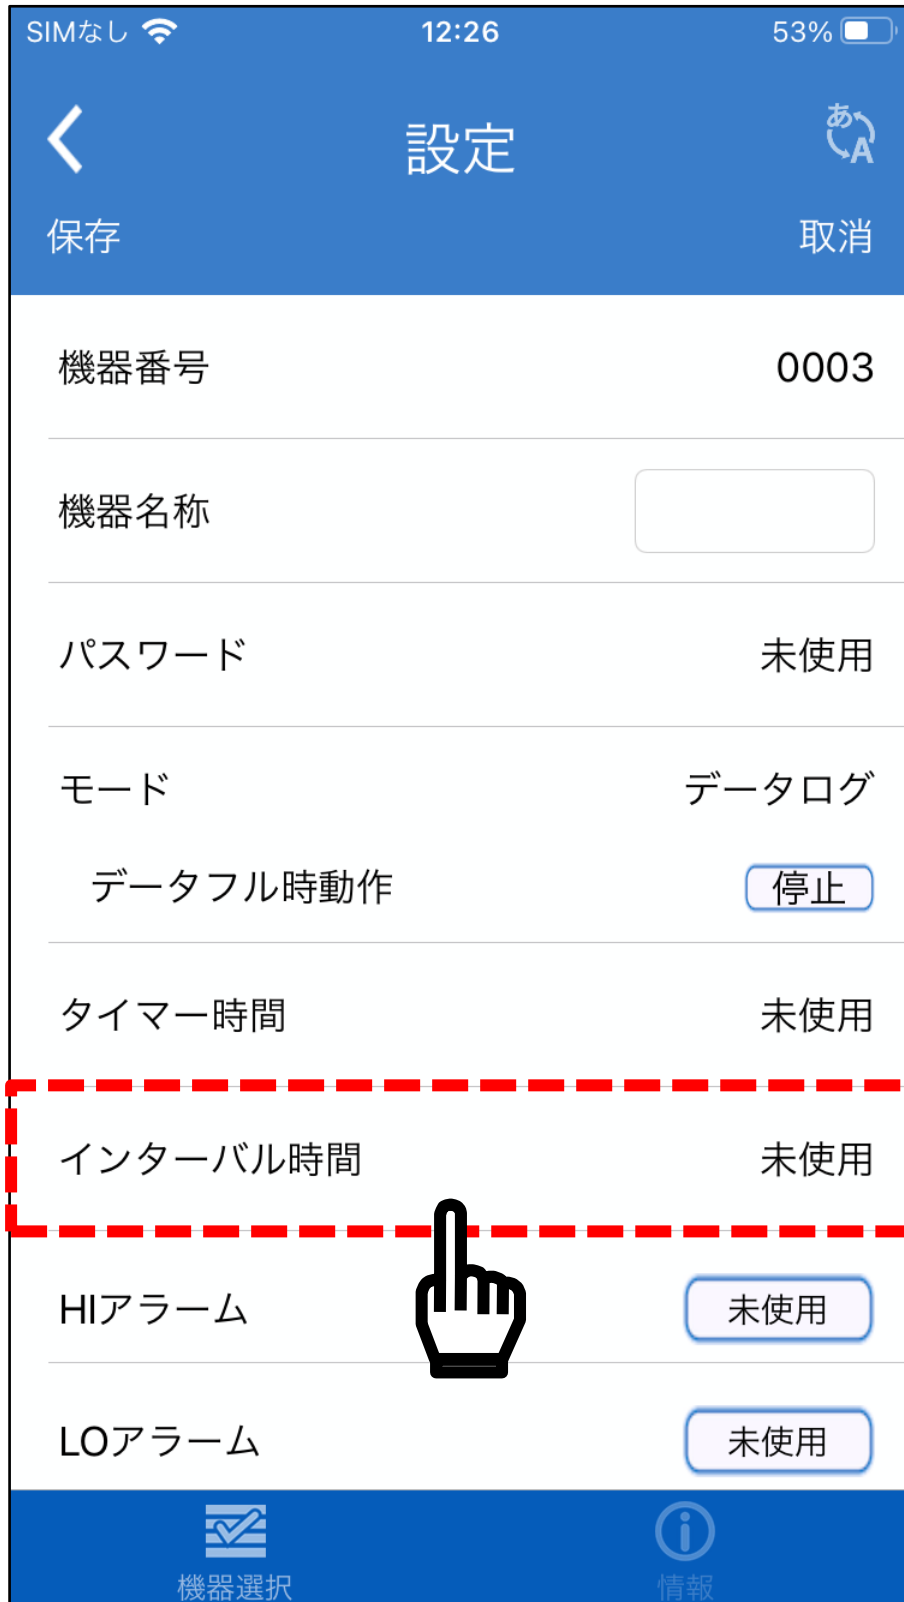 SIMなし 12:26 53%
設定 あA
保存 取消
機器番号 0003
機器名称
パスワード 未使用
モード データログ
データフル時動作 停止
タイマー時間 未使用
インターバル時間 未使用
HIアラーム 未使用
LOアラーム 未使用
機器選択 情報